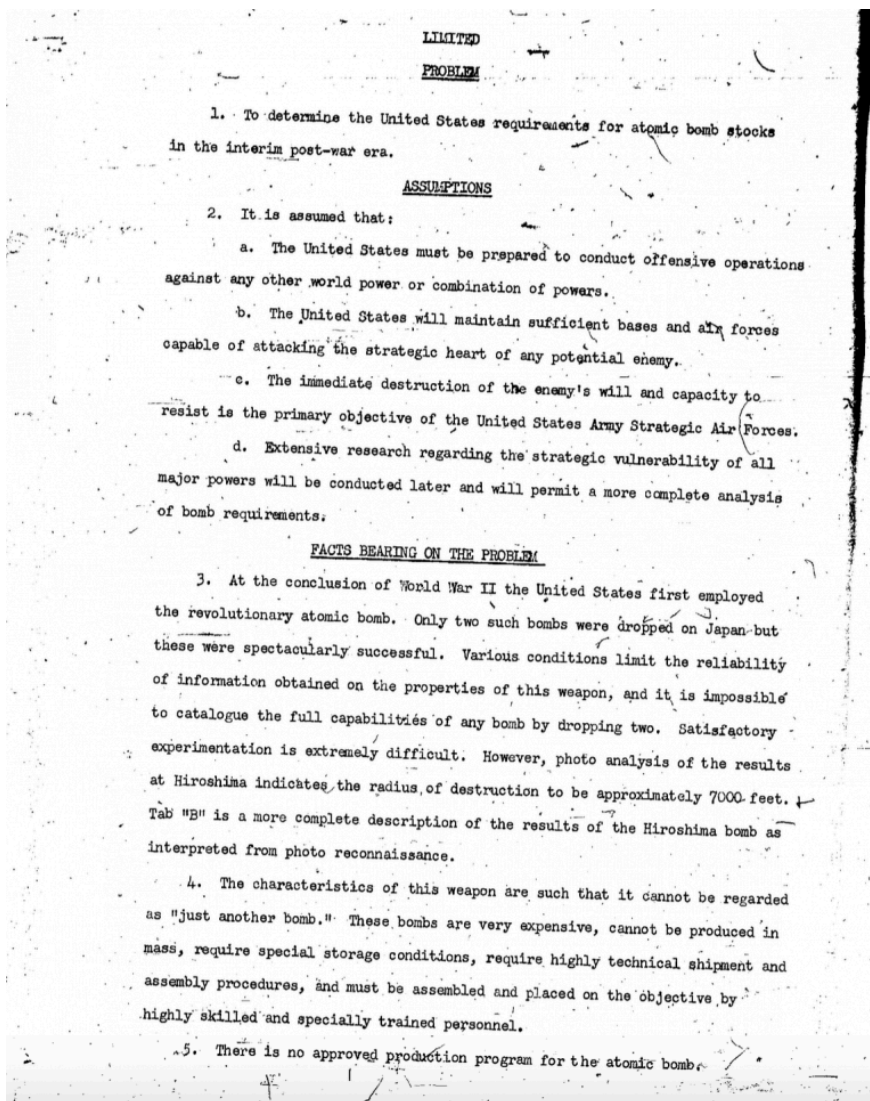 LIMITED
PROBLEM
1. To determine the United States requirements for atomic bomb stocks
in the interim post-war era.
ASSUMPTIONS
2. It is assumed that:
a. The United States must be prepared to conduct offensive operations
against any other world power or combination of powers.
b. The United States will maintain sufficient bases and air forces
capable of attacking the strategic heart of any potential enemy.
c. The immediate destruction of the enemy's will and capacity to
resist is the primary objective of the United States Army Strategic Air Forces.
d. Extensive research regarding the strategic vulnerability of all
major powers will be conducted later and will permit a more complete analysis
of bomb requirements.
FACTS BEARING ON THE PROBLEM
3. At the conclusion of World War II the United States first employed
the revolutionary atomic bomb. Only two such bombs were dropped on Japan but
these were spectacularly successful. Various conditions limit the reliability
of information obtained on the properties of this weapon, and it is impossible
to catalogue the full capabilities of any bomb by dropping two. Satisfactory
experimentation is extremely difficult. However, photo analysis of the results
at Hiroshima indicates the radius of destruction to be approximately 7000 feet.
Tab "B" is a more complete description of the results of the Hiroshima bomb as
interpreted from photo reconnaissance.
4. The characteristics of this weapon are such that it cannot be regarded
as "just another bomb." These bombs are very expensive, cannot be produced in
mass, require special storage conditions, require highly technical shipment and
assembly procedures, and must be assembled and placed on the objective by
highly skilled and specially trained personnel.
5. There is no approved production program for the atomic bomb.